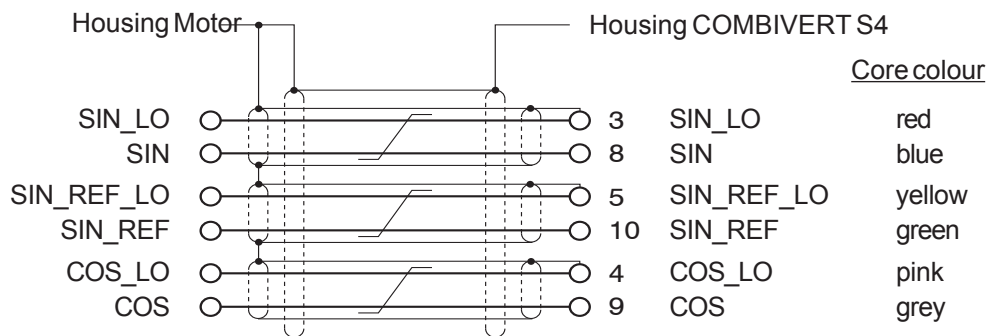 Housing Motor Housing COMBIVERT S4
Core colour
SIN_LO 3 SIN_LO red
SIN 8 SIN blue
SIN_REF_LO 5 SIN_REF_LO yellow
SIN_REF 10 SIN_REF green
COS_LO 4 COS_LO pink
COS 9 COS grey